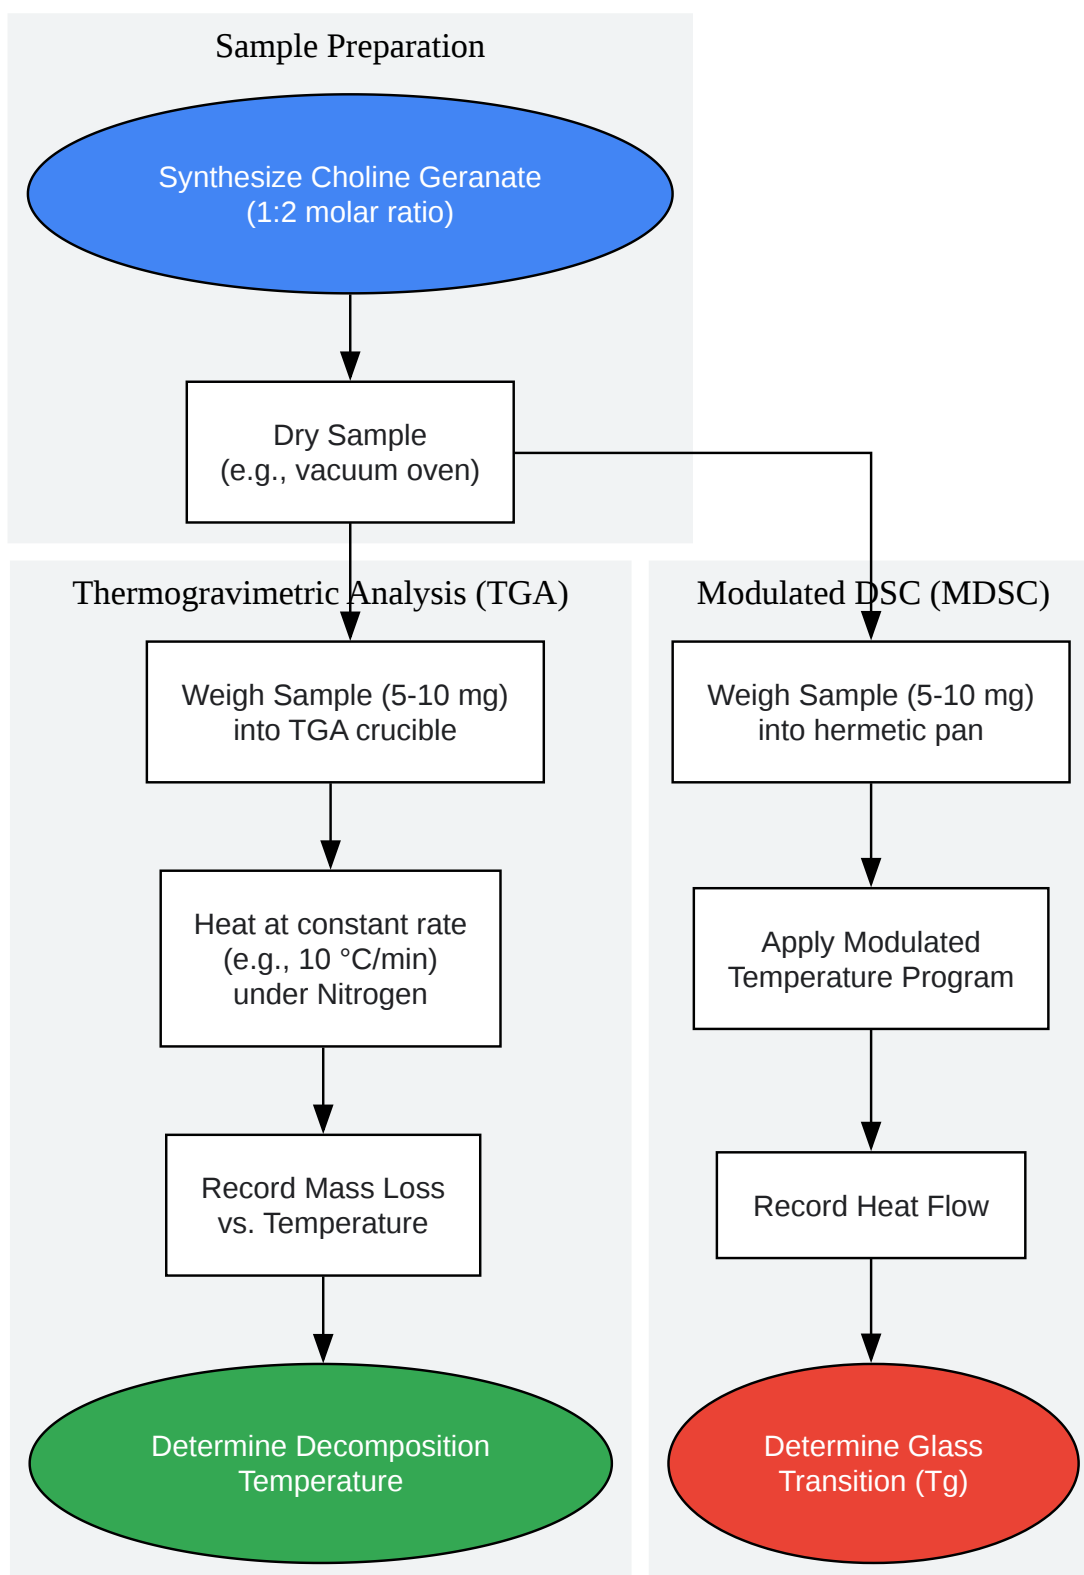 Sample Preparation
Synthesize Choline Geranate
(1:2 molar ratio)
Dry Sample
(e.g., vacuum oven)
Thermogravimetric Analysis (TGA)
Weigh Sample (5-10 mg)
into TGA crucible
Heat at constant rate
(e.g., 10 °C/min)
under Nitrogen
Record Mass Loss
vs. Temperature
Determine Decomposition
Temperature
Modulated DSC (MDSC)
Weigh Sample (5-10 mg)
into hermetic pan
Apply Modulated
Temperature Program
Record Heat Flow
Determine Glass
Transition (Tg)